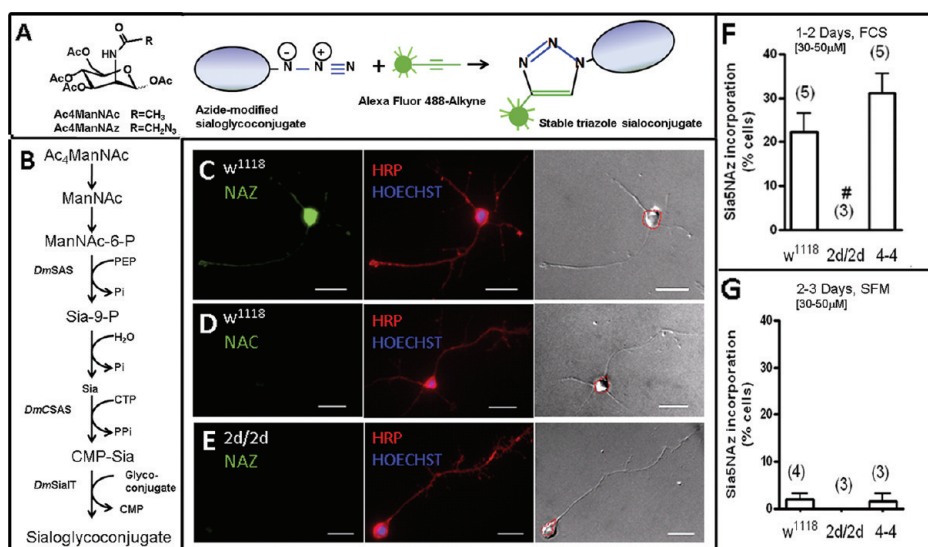 A
AcO
AcO
AcO
OAc
HN
O
R
O
Ac4ManNAc R=CH₃
Ac4ManNAz R=CH₂N₃
Azide-modified
sialoglycoconjugate
− +
N N N
+
Alexa Fluor 488-Alkyne
N N N
Stable triazole sialoconjugate
B
Ac₄ManNAc
ManNAc
ManNAc-6-P
DmSAS
PEP
Pi
Sia-9-P
H₂O
Pi
Sia
DmCSAS
CTP
PPi
CMP-Sia
DmSialT
Glyco-
conjugate
CMP
Sialoglycoconjugate
C
w¹¹¹⁸
NAZ
HRP
HOECHST
D
w¹¹¹⁸
NAC
HRP
HOECHST
E
2d/2d
NAZ
HRP
HOECHST
F
1-2 Days, FCS
[30-50µM]
Sia5NAz incorporation
(% cells)
40
30
20
10
0
(5)
#
(3)
(5)
w¹¹¹⁸ 2d/2d 4-4
G
2-3 Days, SFM
[30-50µM]
Sia5NAz incorporation
(% cells)
40
30
20
10
0
(4) (3) (3)
w¹¹¹⁸ 2d/2d 4-4